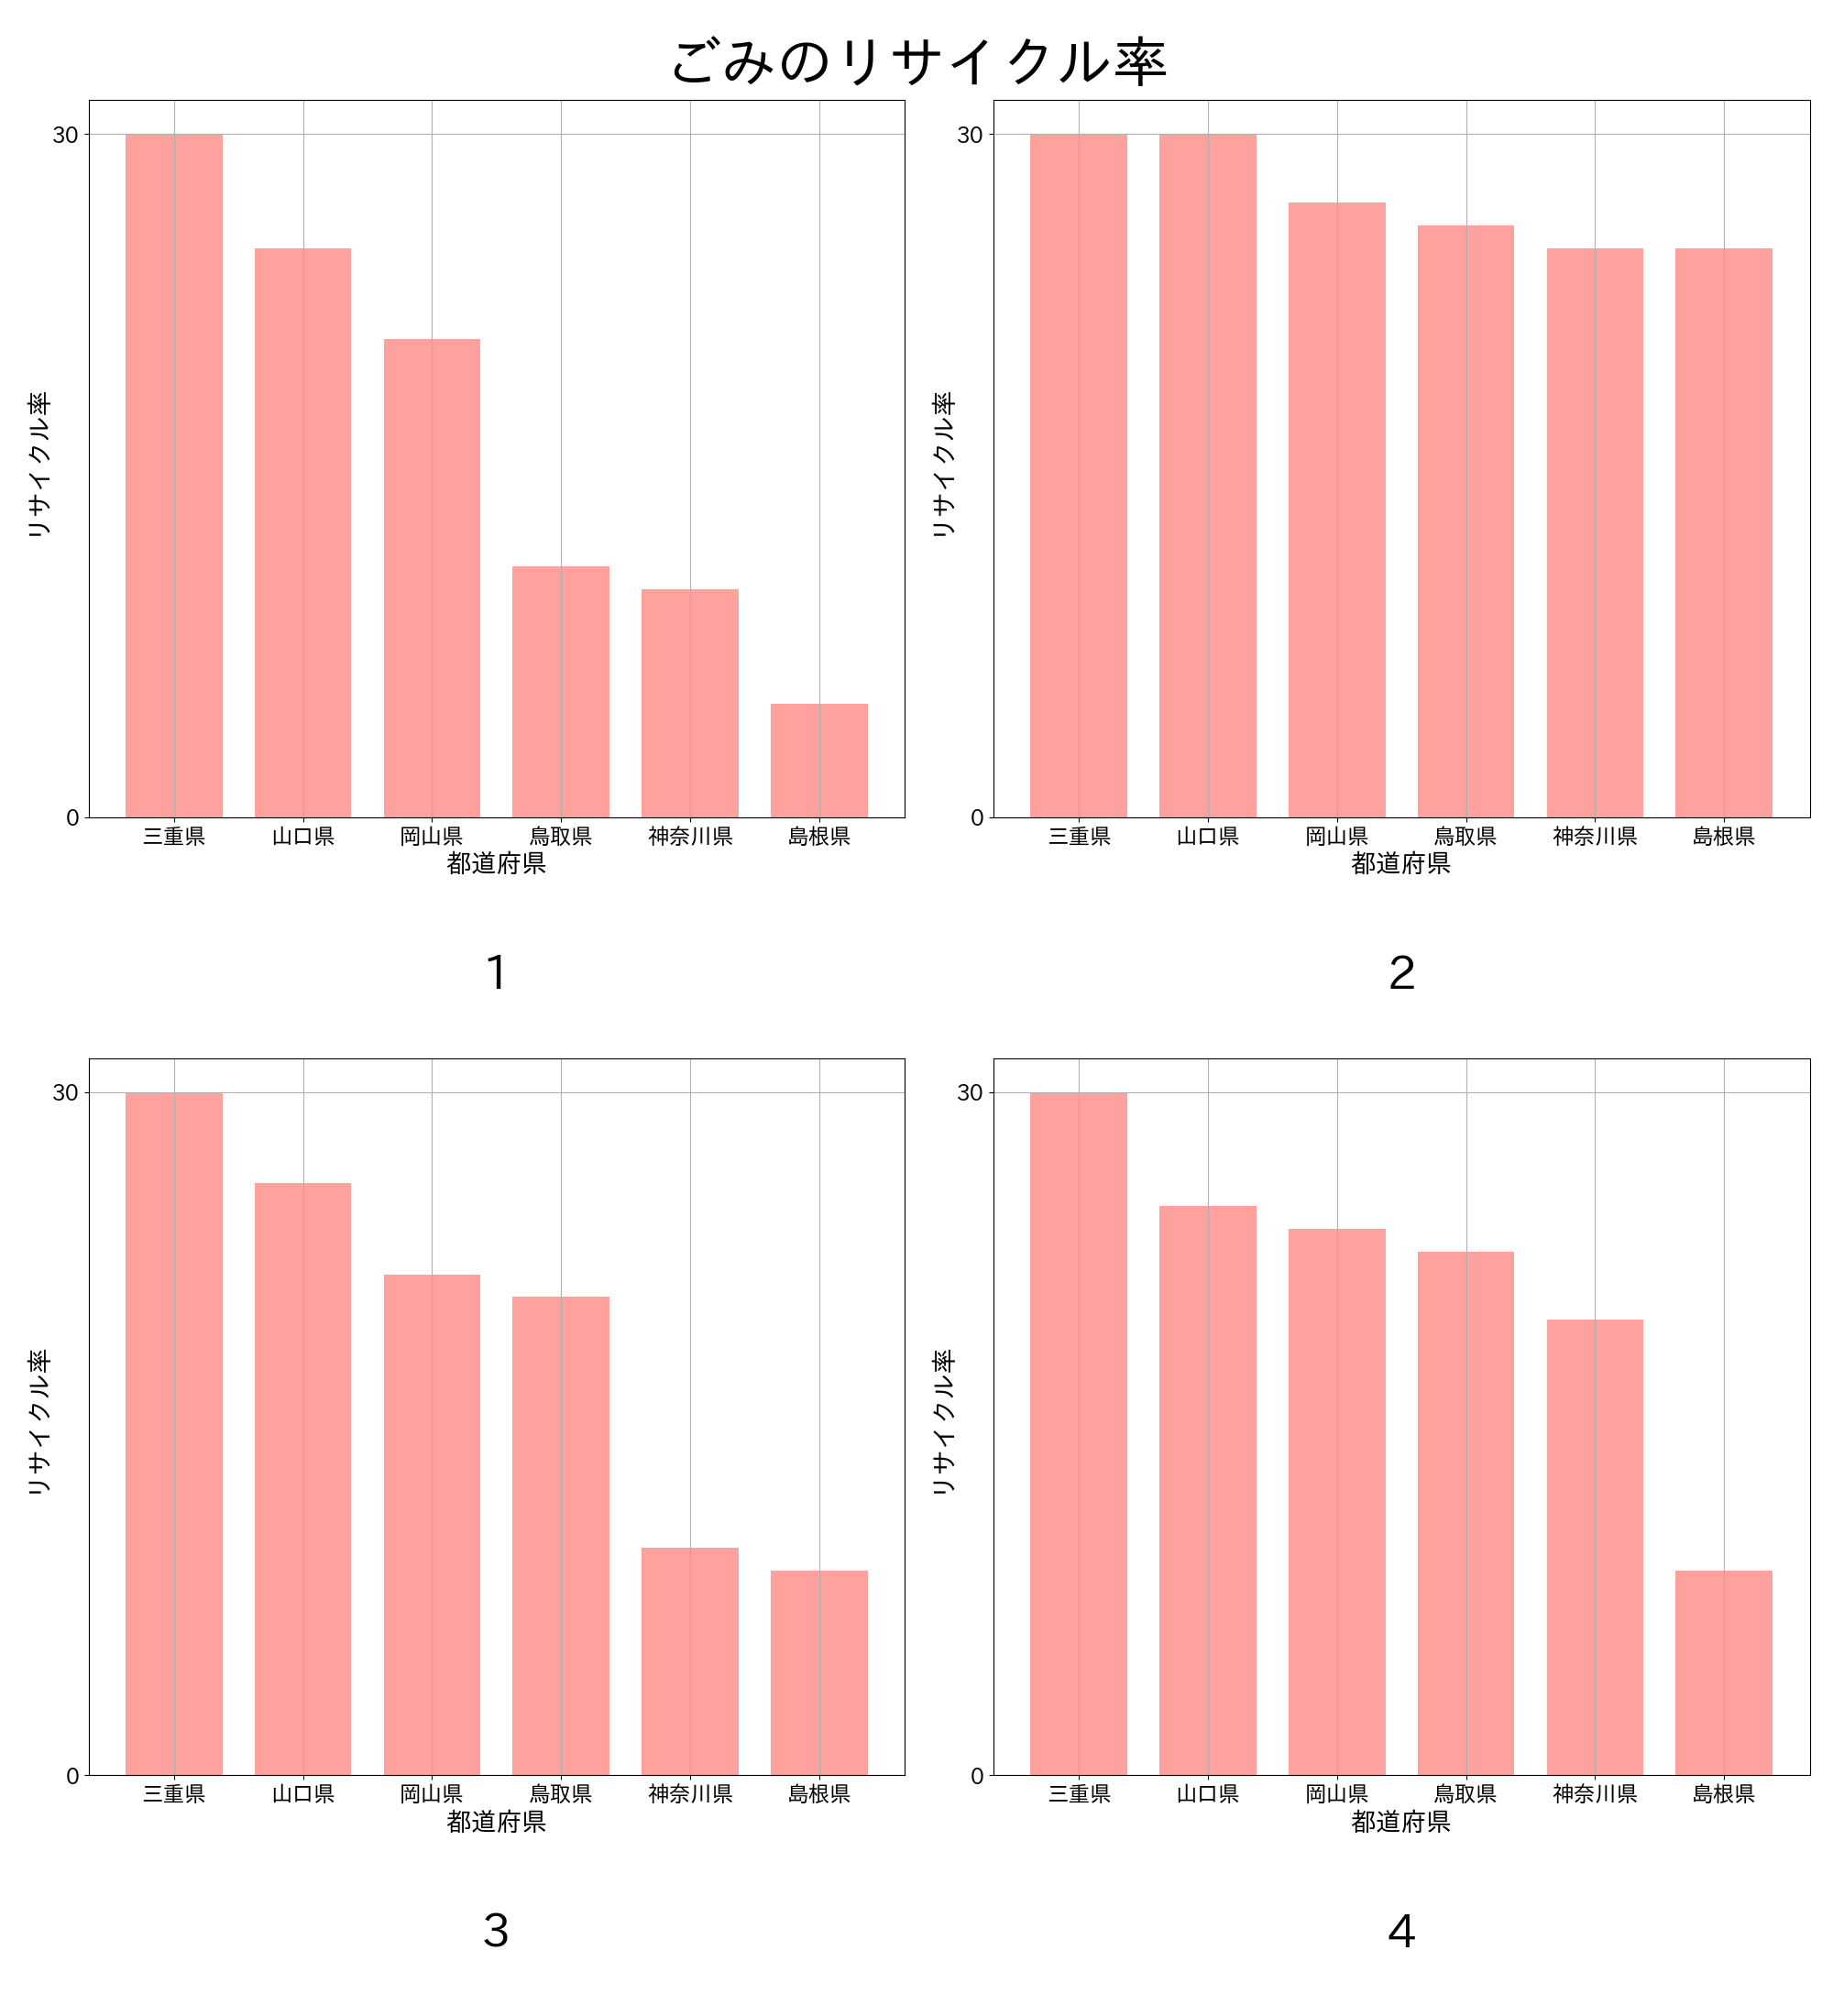 ごみのリサイクル率
30
0
リサイクル率
三重県 山口県 岡山県 鳥取県 神奈川県 島根県
都道府県
1
30
0
リサイクル率
三重県 山口県 岡山県 鳥取県 神奈川県 島根県
都道府県
2
30
0
リサイクル率
三重県 山口県 岡山県 鳥取県 神奈川県 島根県
都道府県
3
30
0
リサイクル率
三重県 山口県 岡山県 鳥取県 神奈川県 島根県
都道府県
4